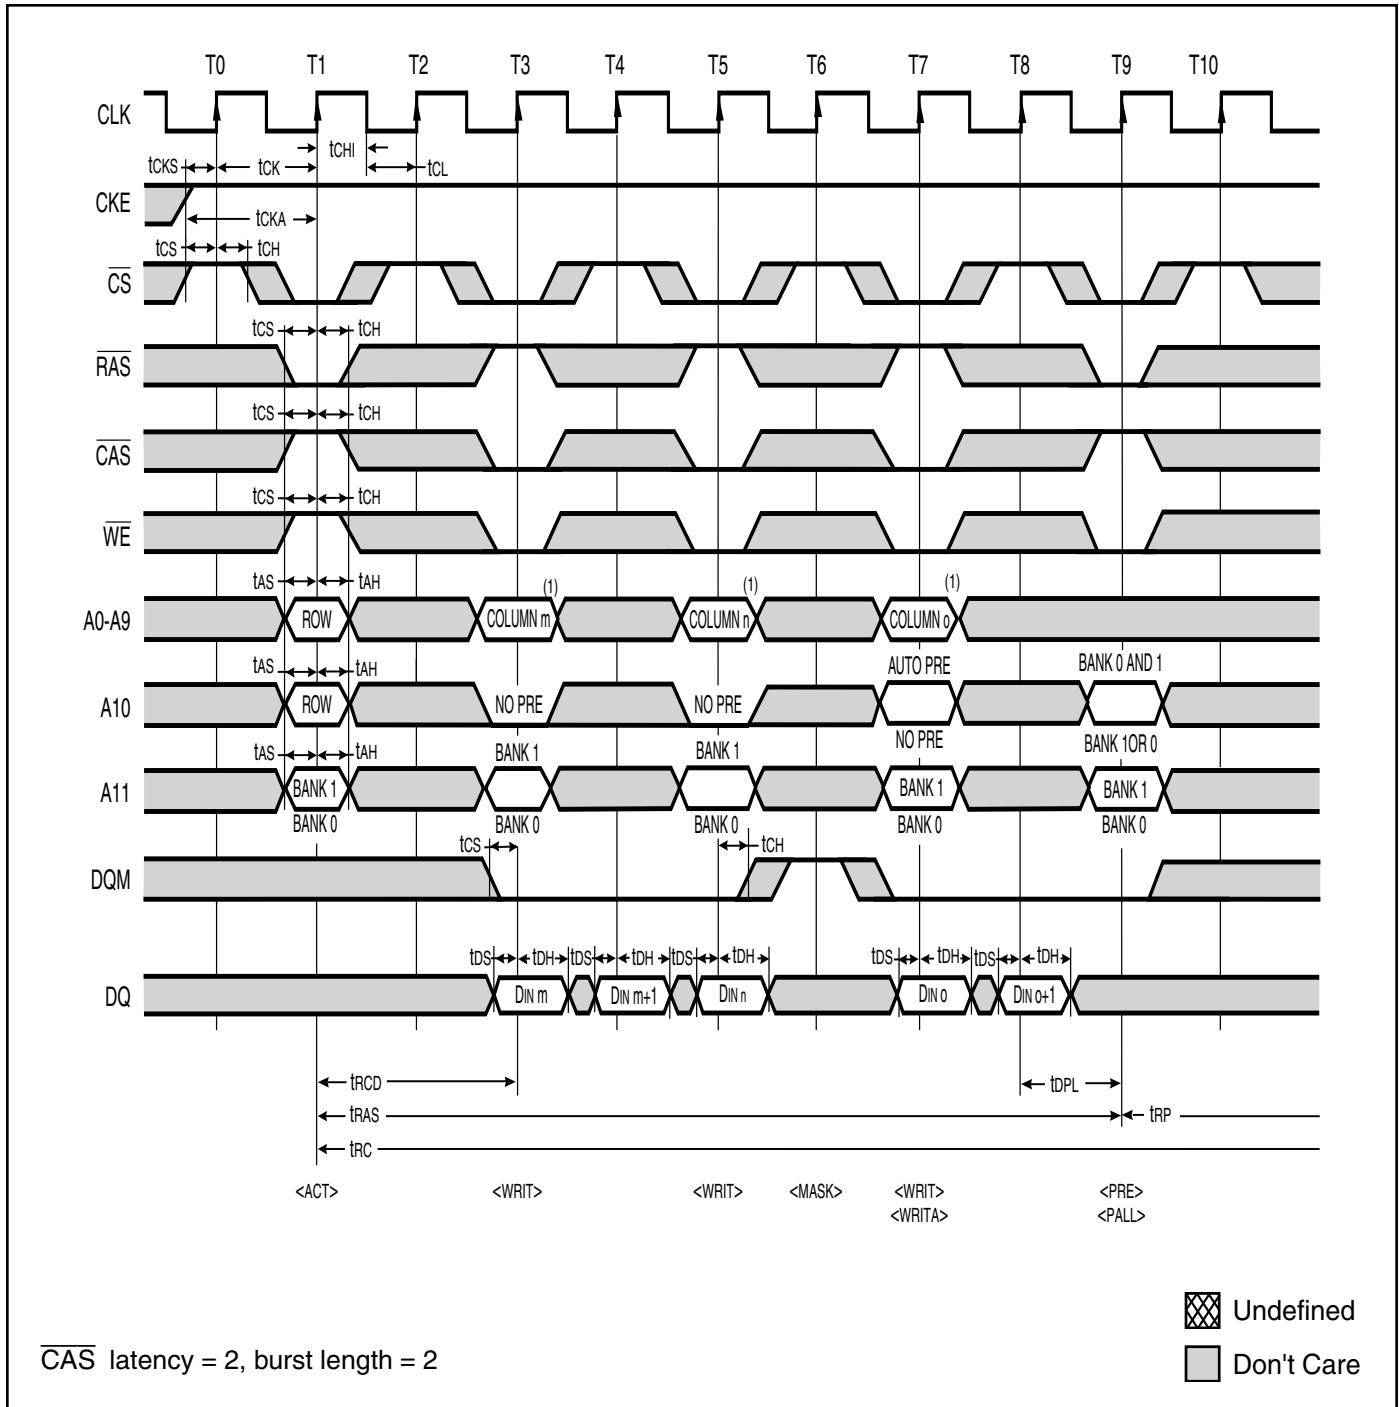 T0 T1 T2 T3 T4 T5 T6 T7 T8 T9 T10
CLK
tCHI
tCKS tCK tCL
CKE
tCKA
tCS tCH
CS
tCS tCH
RAS
tCS tCH
CAS
tCS tCH
WE
tAS tAH (1) (1) (1)
A0-A9 ROW COLUMN m COLUMN n COLUMN o
tAS tAH AUTO PRE BANK 0 AND 1
A10 ROW NO PRE NO PRE
NO PRE BANK 1OR 0
tAS tAH BANK 1 BANK 1
A11 BANK 1 BANK 1 BANK 1
BANK 0 BANK 0 BANK 0 BANK 0 BANK 0
tCS tCH
DQM
tDS tDH tDS tDH tDS tDH tDS tDH tDS tDH
DQ DIN m DIN m+1 DIN n DIN o DIN o+1
tRCD tDPL
tRAS tRP
tRC
<ACT> <WRIT> <WRIT> <MASK> <WRIT> <PRE>
<WRITA> <PALL>
Undefined
CAS latency = 2, burst length = 2
Don't Care